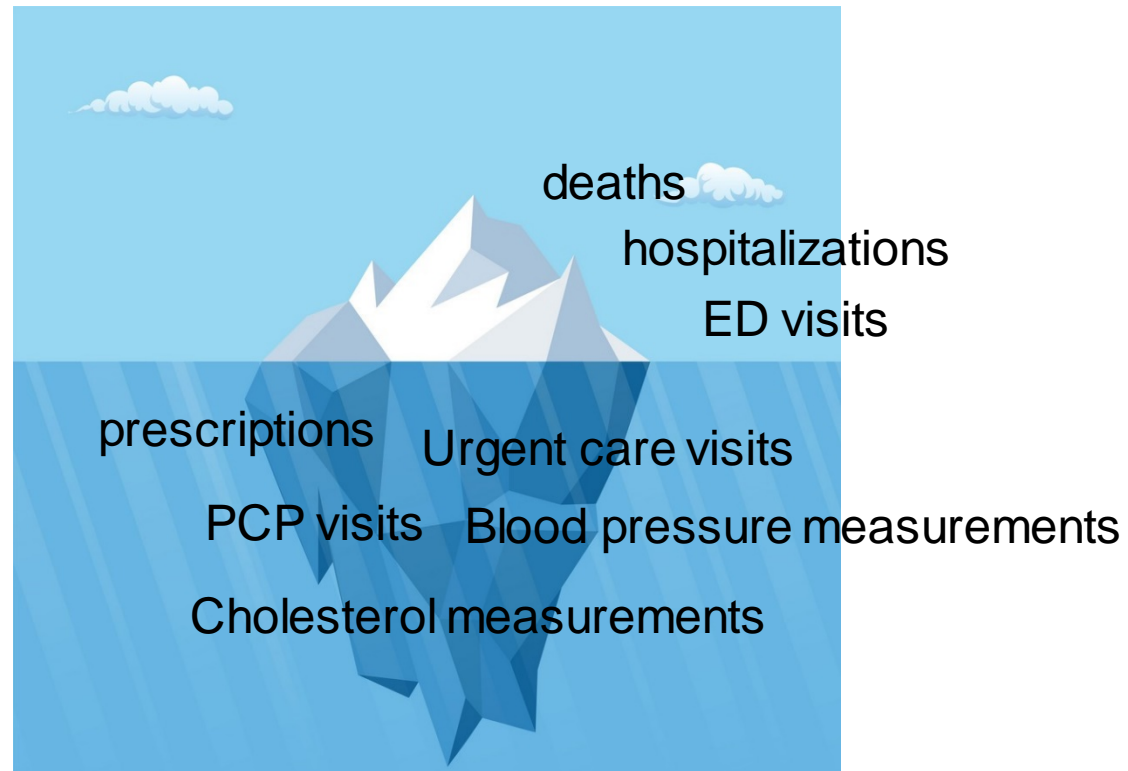 deaths
hospitalizations
ED visits
prescriptions
Urgent care visits
PCP visits
Blood pressure measurements
Cholesterol measurements